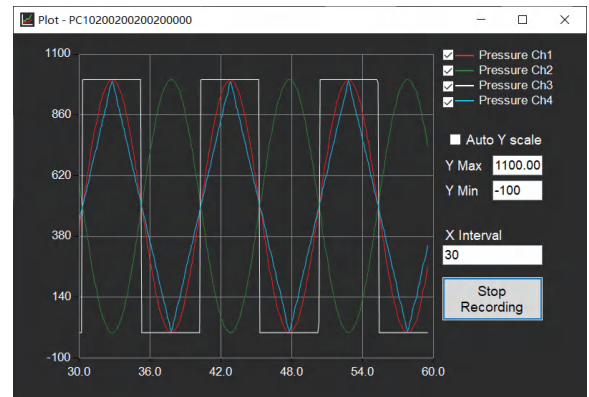 Plot - PC10200200200200000
1100
860
620
380
140
-100
30.0
36.0
42.0
48.0
54.0
60.0
Pressure Ch1
Pressure Ch2
Pressure Ch3
Pressure Ch4
Auto Y scale
Y Max 1100.00
Y Min -100
X Interval
30
Stop
Recording